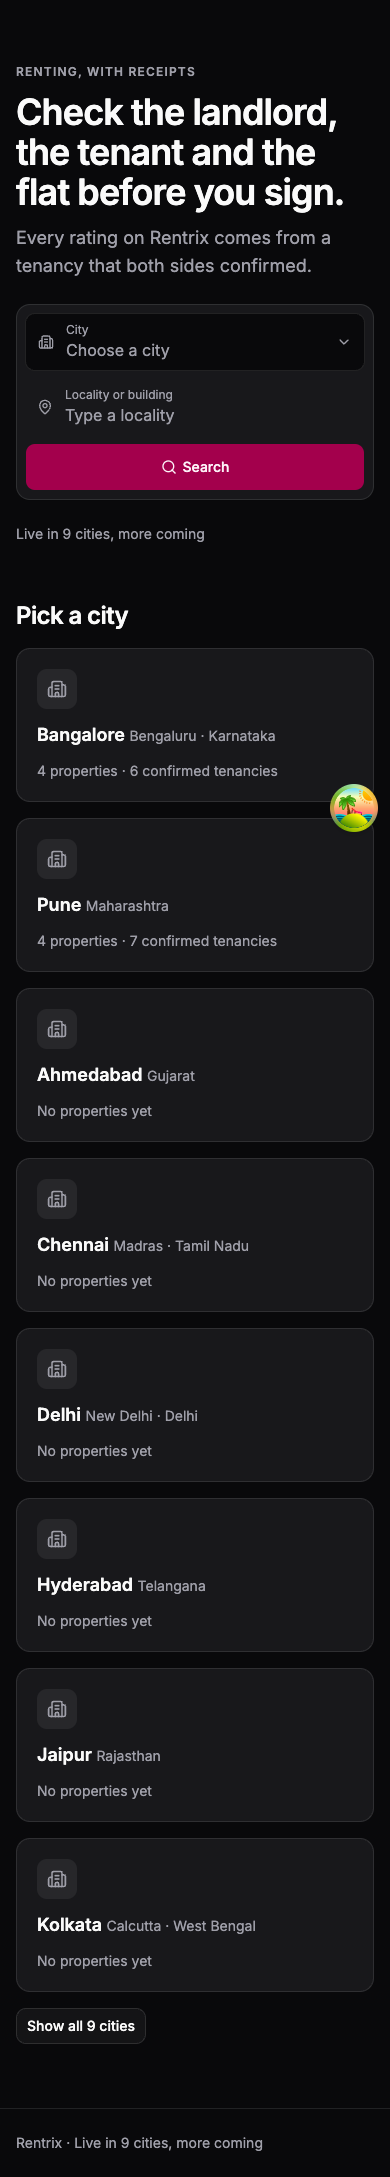 RENTING, WITH RECEIPTS
Check the landlord,
the tenant and the
flat before you sign.
Every rating on Rentrix comes from a
tenancy that both sides confirmed.
City
Choose a city
Locality or building
Type a locality
Search
Live in 9 cities, more coming
Pick a city
Bangalore Bengaluru · Karnataka
4 properties · 6 confirmed tenancies
Pune Maharashtra
4 properties · 7 confirmed tenancies
Ahmedabad Gujarat
No properties yet
Chennai Madras · Tamil Nadu
No properties yet
Delhi New Delhi · Delhi
No properties yet
Hyderabad Telangana
No properties yet
Jaipur Rajasthan
No properties yet
Kolkata Calcutta · West Bengal
No properties yet
Show all 9 cities
Rentrix · Live in 9 cities, more coming